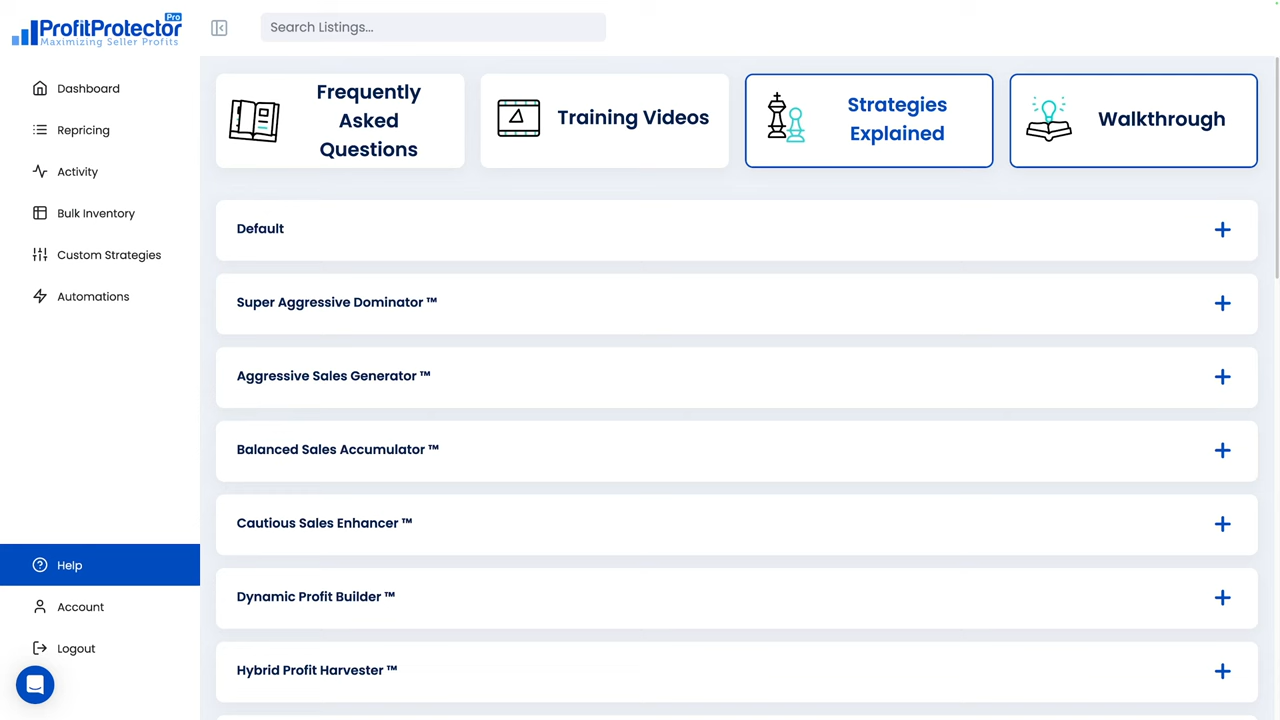 ProfitProtector Pro
Maximizing Seller Profits
Search Listings...
Dashboard
Repricing
Activity
Bulk Inventory
Custom Strategies
Automations
Help
Account
Logout
Frequently
Asked
Questions
Training Videos
Strategies
Explained
Walkthrough
Default
Super Aggressive Dominator ™
Aggressive Sales Generator ™
Balanced Sales Accumulator ™
Cautious Sales Enhancer ™
Dynamic Profit Builder ™
Hybrid Profit Harvester ™